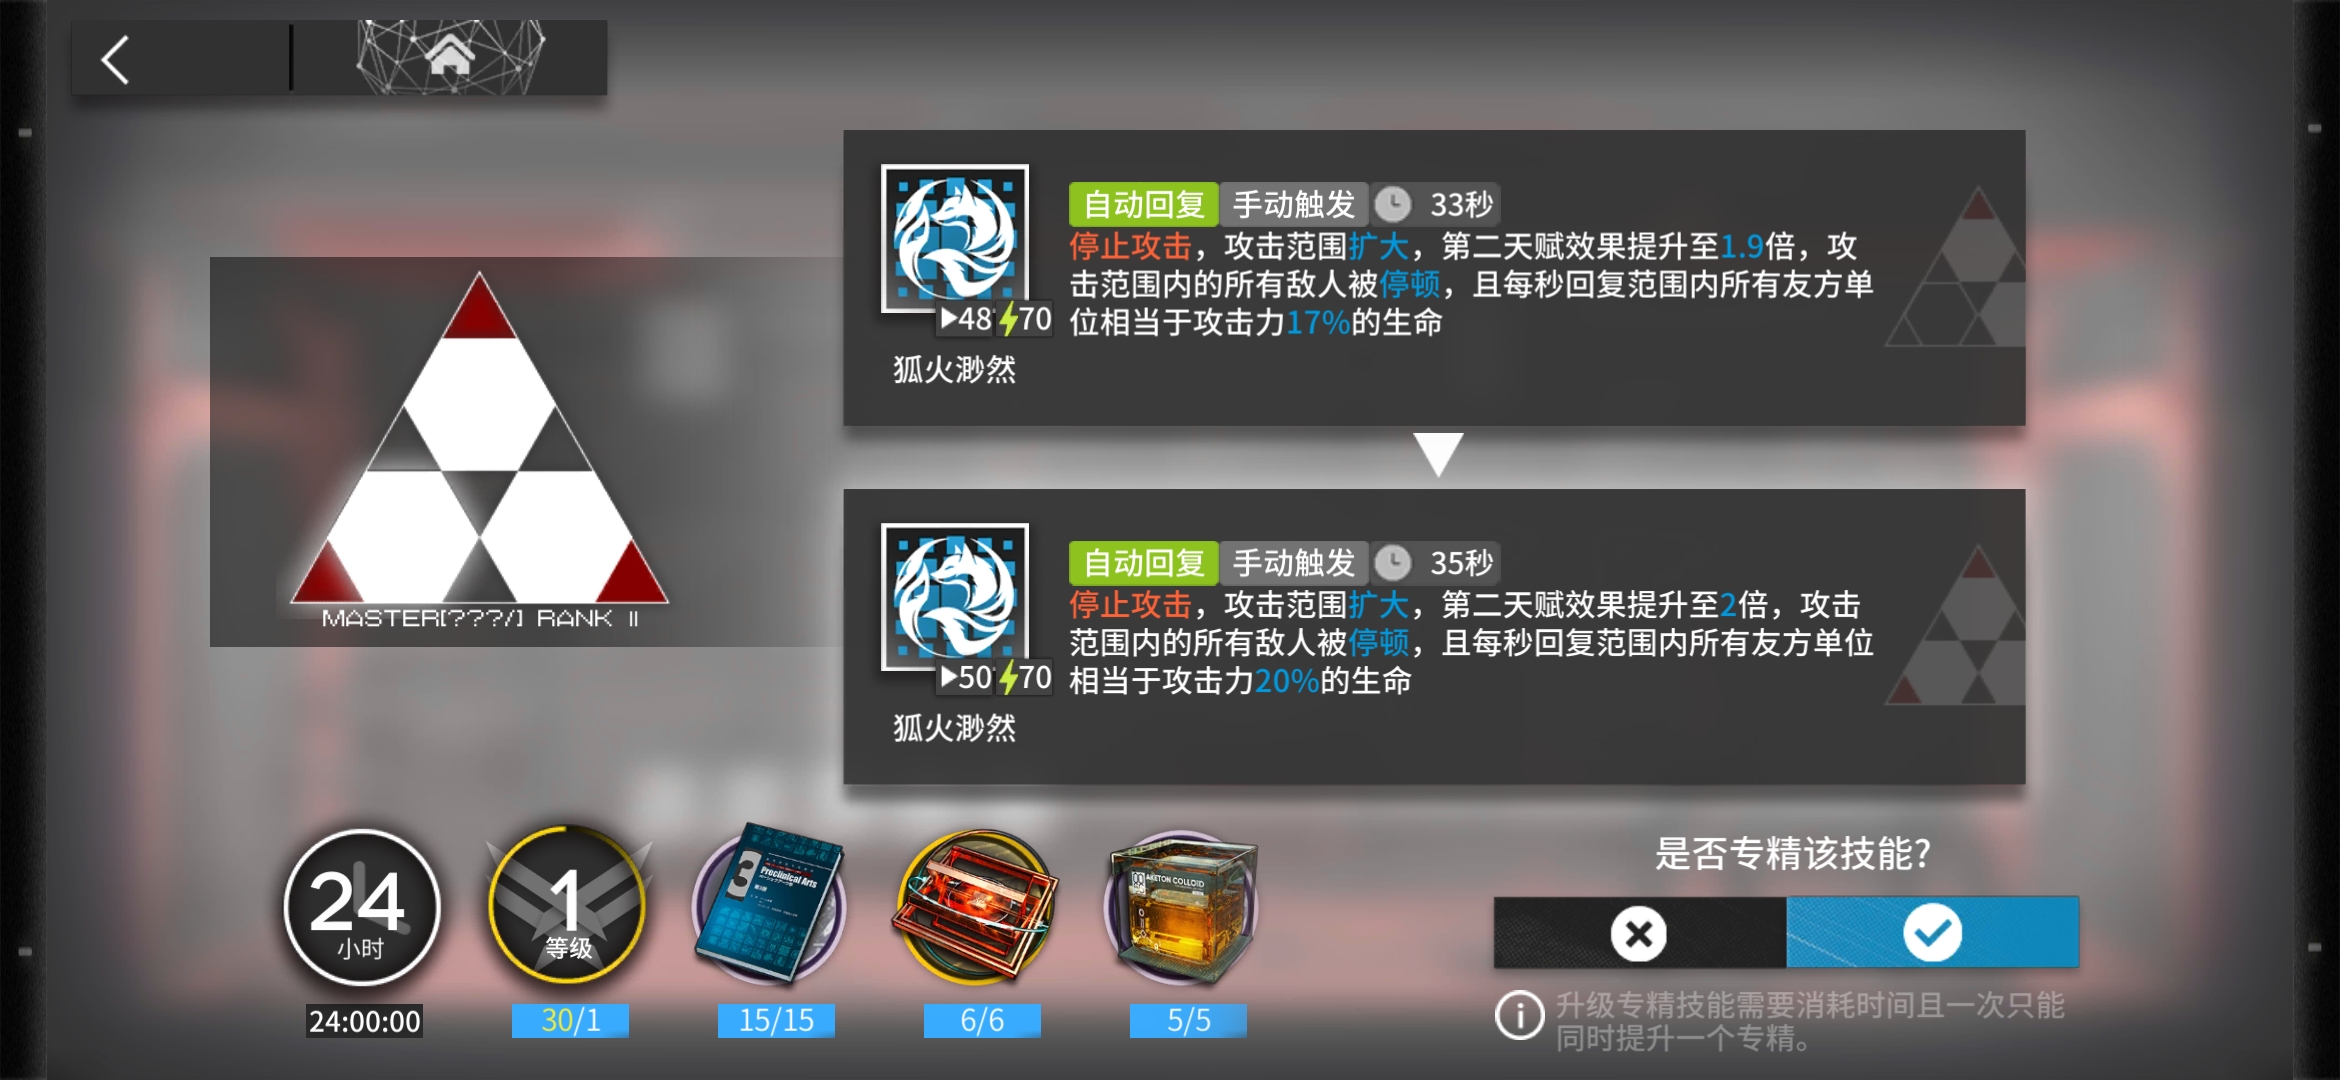 自动回复 手动触发 33秒
停止攻击，攻击范围扩大，第二天赋效果提升至1.9倍，攻
击范围内的所有敌人被停顿，且每秒回复范围内所有友方单
位相当于攻击力17%的生命
48 70
狐火渺然
MASTER[???/] RANK II
自动回复 手动触发 35秒
停止攻击，攻击范围扩大，第二天赋效果提升至2倍，攻击
范围内的所有敌人被停顿，且每秒回复范围内所有友方单位
相当于攻击力20%的生命
50 70
狐火渺然
24
小时
24:00:00
1
等级
30/1
3
Preclinical Arts
15/15
6/6
AKETON COLLOID
5/5
是否专精该技能?
升级专精技能需要消耗时间且一次只能
同时提升一个专精。